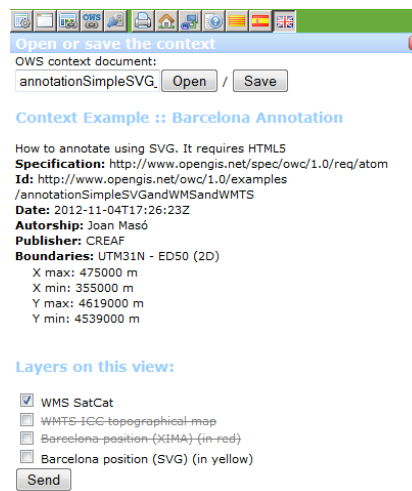 OWS
Open or save the context
OWS context document:
annotationSimpleSVG_ Open / Save
Context Example :: Barcelona Annotation
How to annotate using SVG. It requires HTML5
Specification: http://www.opengis.net/spec/owc/1.0/req/atom
Id: http://www.opengis.net/owc/1.0/examples
/annotationSimpleSVGandWMSandWMTS
Date: 2012-11-04T17:26:23Z
Autorship: Joan Masó
Publisher: CREAF
Boundaries: UTM31N - ED50 (2D)
X max: 475000 m
X min: 355000 m
Y max: 4619000 m
Y min: 4539000 m
Layers on this view:
WMS SatCat
WMTS ICC topographical map
Barcelona position (XIMA) (in red)
Barcelona position (SVG) (in yellow)
Send